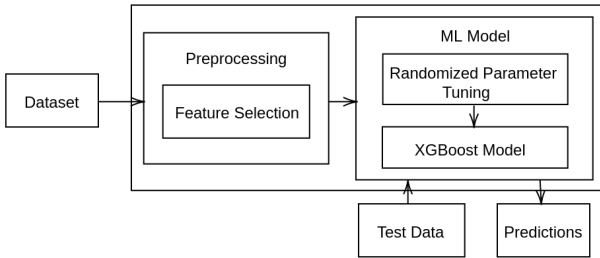 Dataset
Preprocessing
Feature Selection
ML Model
Randomized Parameter
Tuning
XGBoost Model
Test Data
Predictions